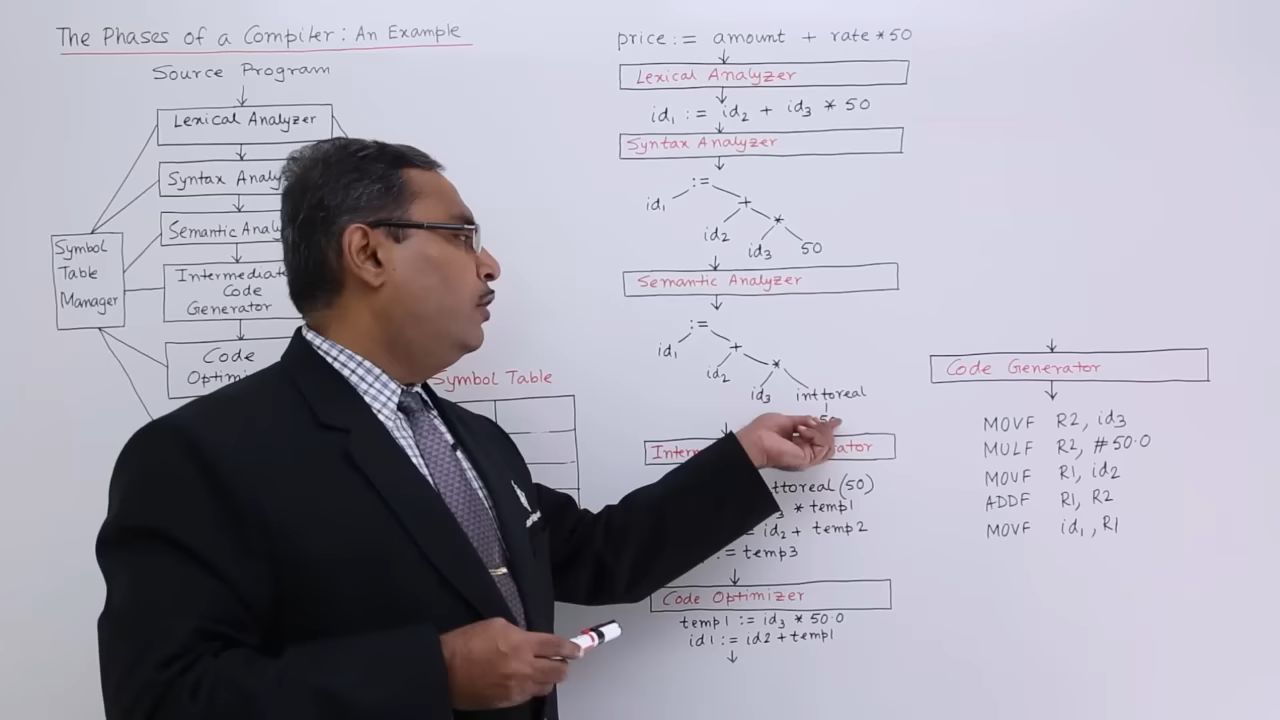 The Phases of a Compiler: An Example
Source Program
Lexical Analyzer
Syntax Analyz
Semantic Analy
Symbol
Table
Manager
Intermediate
Code
Generator
Code
Optimi
Symbol Table
price := amount + rate * 50
Lexical Analyzer
id₁ := id₂ + id₃ * 50
Syntax Analyzer
:=
id₁ +
id₂ *
id₃ 50
Semantic Analyzer
:=
id₁ +
id₂ *
id₃ inttoreal
ttoreal (50)
* temp1
id₂ + temp2
:= temp3
Code Optimizer
temp1 := id₃ * 50.0
id1 := id2 + temp1
Code Generator
MOVF R2, id₃
MULF R2, #50.0
MOVF R1, id₂
ADDF R1, R2
MOVF id₁, R1